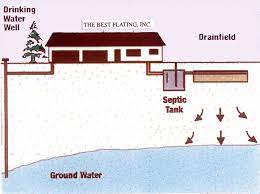 Drinking
Water
Well
THE BEST PLATING, INC.
Drainfield
Septic
Tank
Ground Water